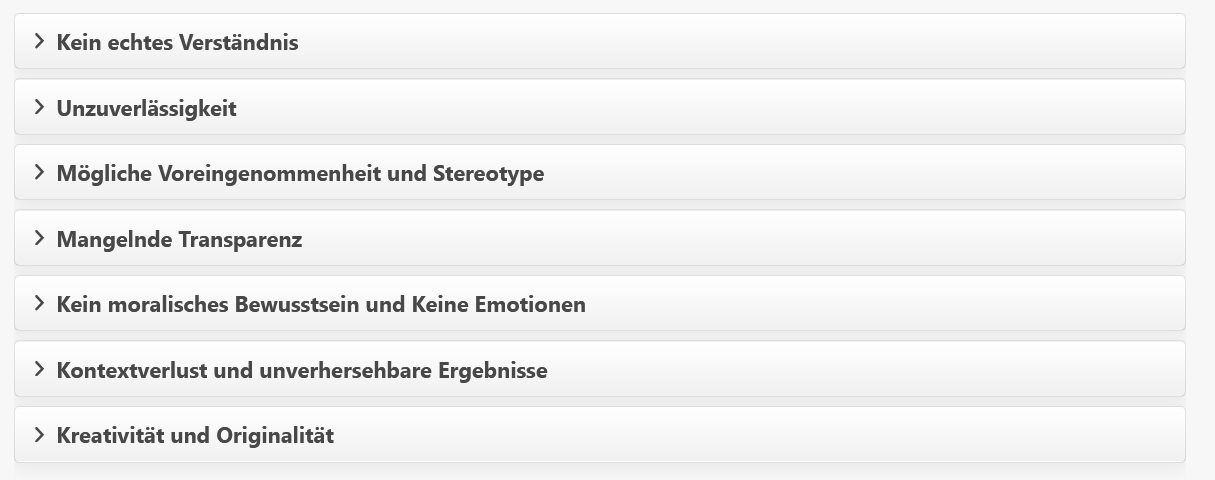 Kein echtes Verständnis
Unzuverlässigkeit
Mögliche Voreingenommenheit und Stereotype
Mangelnde Transparenz
Kein moralisches Bewusstsein und Keine Emotionen
Kontextverlust und unverhersehbare Ergebnisse
Kreativität und Originalität